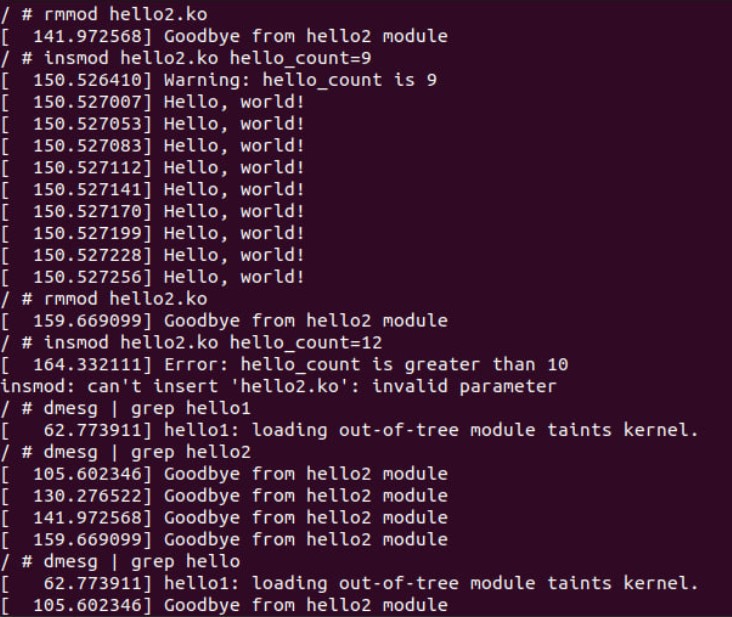 / # rmmod hello2.ko
[  141.972568] Goodbye from hello2 module
/ # insmod hello2.ko hello_count=9
[  150.526410] Warning: hello_count is 9
[  150.527007] Hello, world!
[  150.527053] Hello, world!
[  150.527083] Hello, world!
[  150.527112] Hello, world!
[  150.527141] Hello, world!
[  150.527170] Hello, world!
[  150.527199] Hello, world!
[  150.527228] Hello, world!
[  150.527256] Hello, world!
/ # rmmod hello2.ko
[  159.669099] Goodbye from hello2 module
/ # insmod hello2.ko hello_count=12
[  164.332111] Error: hello_count is greater than 10
insmod: can't insert 'hello2.ko': invalid parameter
/ # dmesg | grep hello1
[   62.773911] hello1: loading out-of-tree module taints kernel.
/ # dmesg | grep hello2
[  105.602346] Goodbye from hello2 module
[  130.276522] Goodbye from hello2 module
[  141.972568] Goodbye from hello2 module
[  159.669099] Goodbye from hello2 module
/ # dmesg | grep hello
[   62.773911] hello1: loading out-of-tree module taints kernel.
[  105.602346] Goodbye from hello2 module